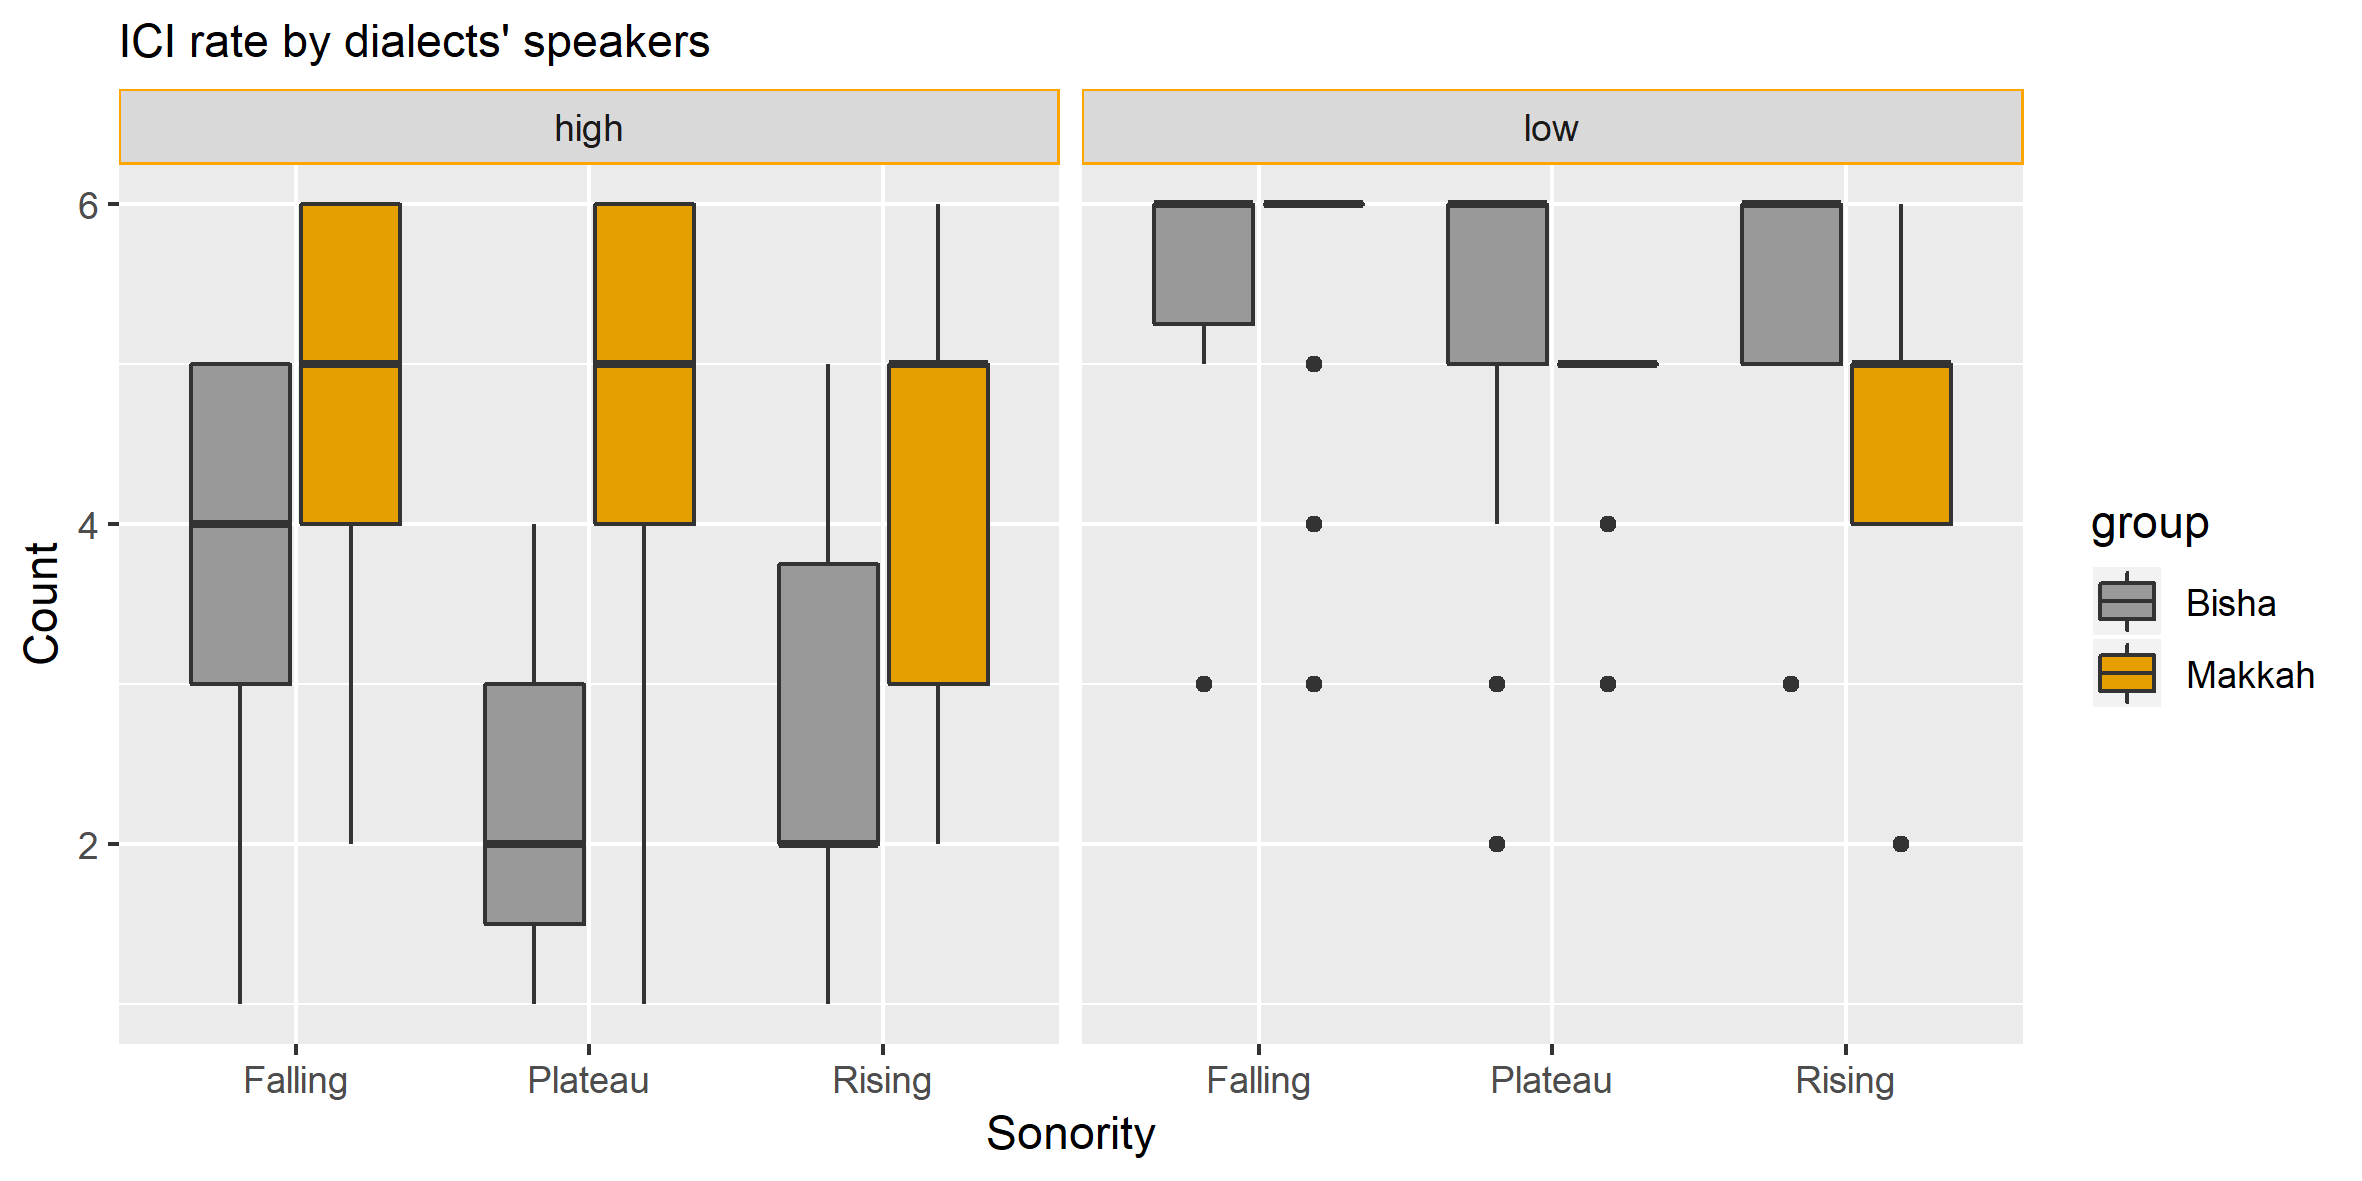 ICI rate by dialects' speakers
high
low
6
4
2
Count
Falling
Plateau
Rising
Falling
Plateau
Rising
Sonority
group
Bisha
Makkah